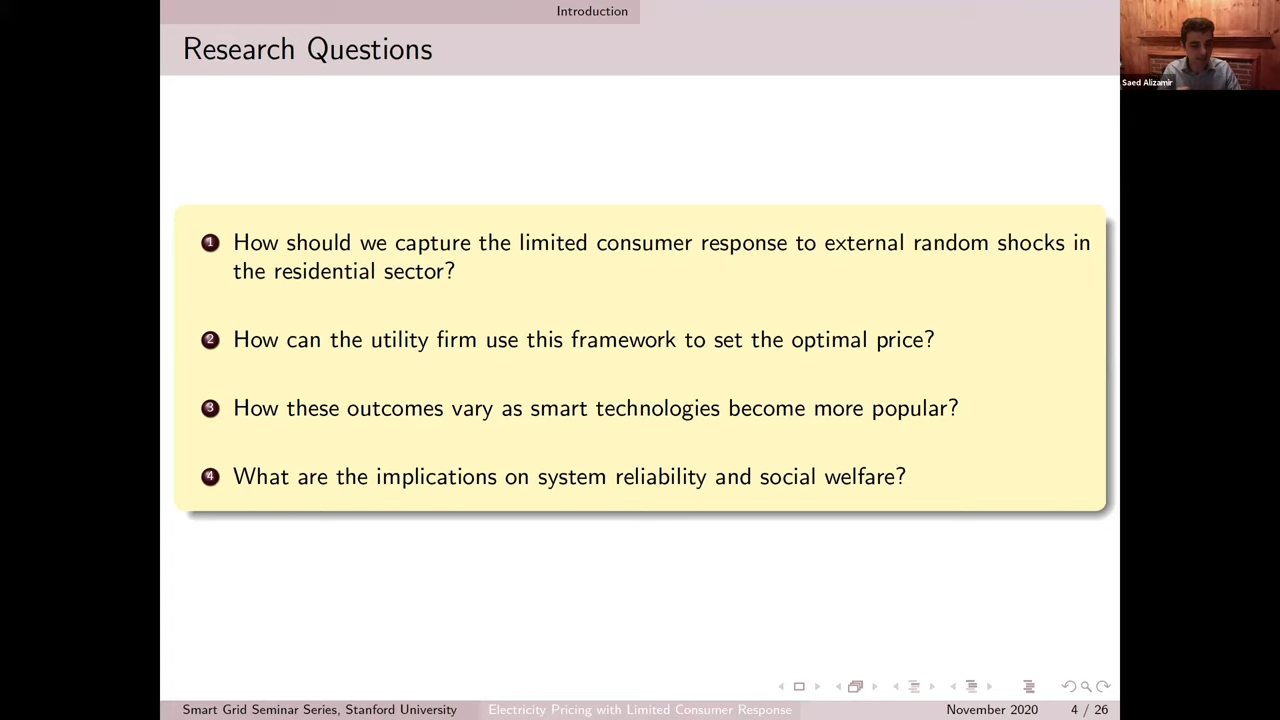 Introduction
Research Questions
Saed Alizamir
1 How should we capture the limited consumer response to external random shocks in
the residential sector?
2 How can the utility firm use this framework to set the optimal price?
3 How these outcomes vary as smart technologies become more popular?
4 What are the implications on system reliability and social welfare?
Smart Grid Seminar Series, Stanford University Electricity Pricing with Limited Consumer Response November 2020 4 / 26